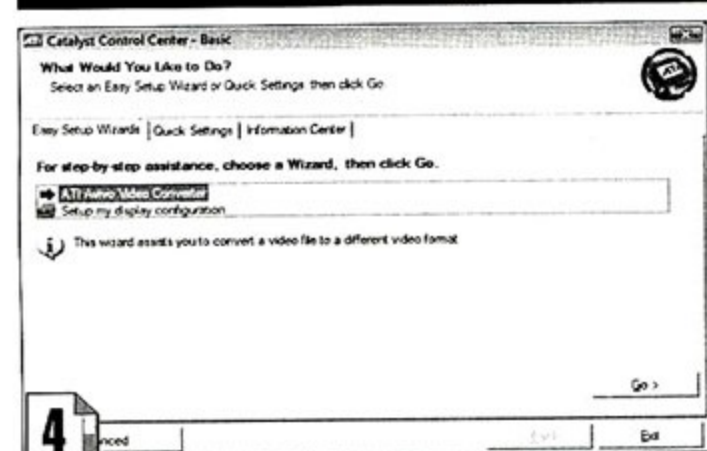 Catalyst Control Center - Basic
What Would You Like to Do?
Select an Easy Setup Wizard or Quick Settings then click Go
ATI
Easy Setup Wizards Quick Settings Information Center
For step-by-step assistance, choose a Wizard, then click Go.
ATI Avivo Video Converter
Setup my display configuration
This wizard assists you to convert a video file to a different video format
Go >
4
nced
Exit